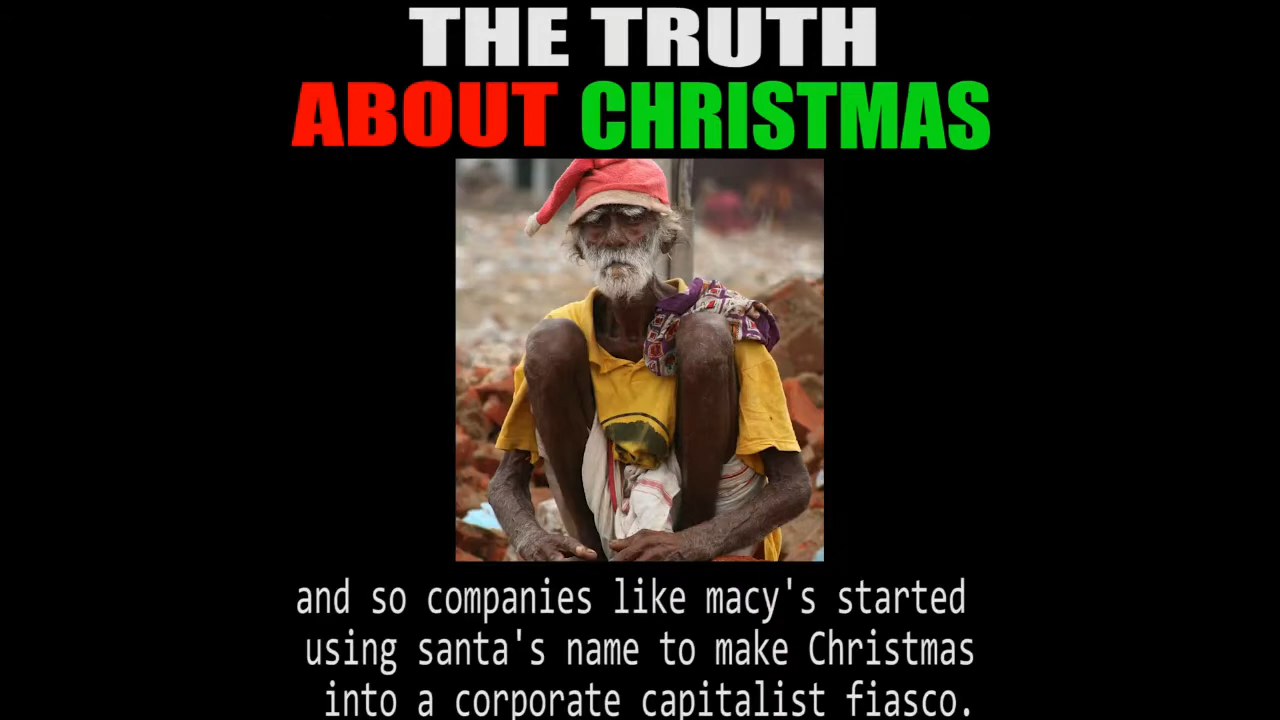 THE TRUTH
ABOUT CHRISTMAS
and so companies like macy's started
using santa's name to make Christmas
into a corporate capitalist fiasco.